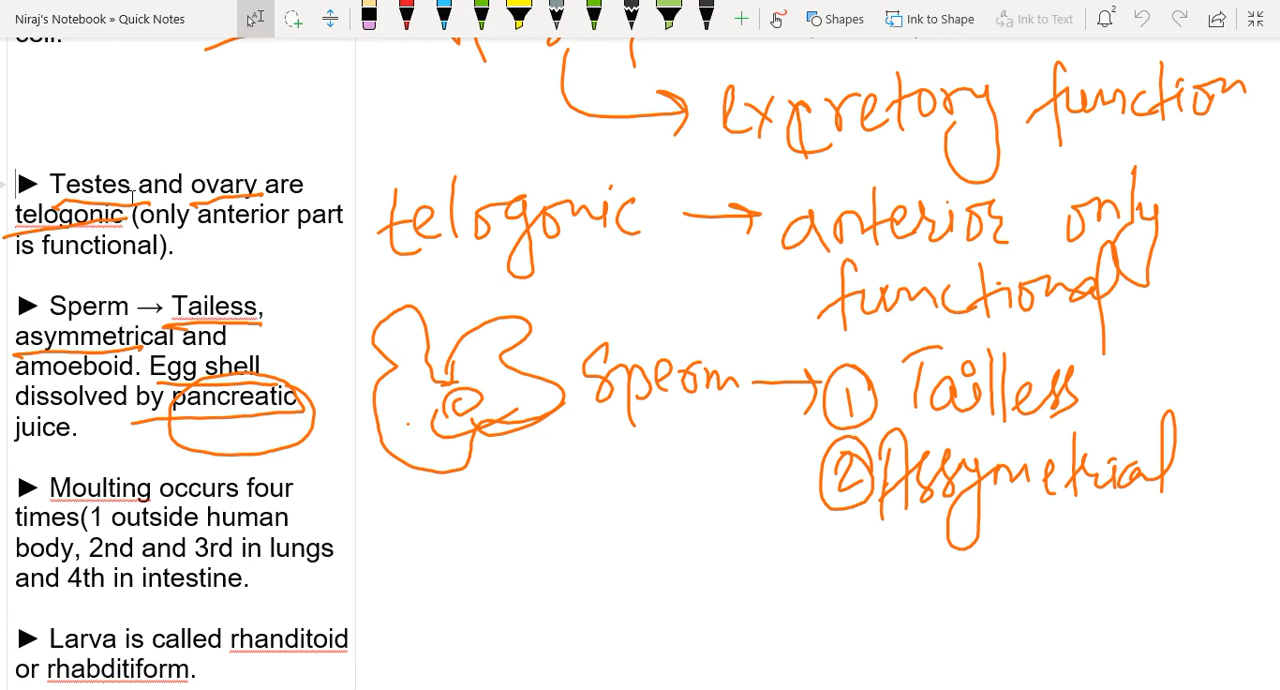 Niraj's Notebook » Quick Notes
Shapes
Ink to Shape
Ink to Text
2
cell.
excretory function
► Testes and ovary are
telogonic (only anterior part
is functional).
telogonic → anterior only
functional
► Sperm → Tailess,
asymmetrical and
amoeboid. Egg shell
dissolved by pancreatic
juice.
Sperm → 1 Tailless
2 Assymetrical
► Moulting occurs four
times(1 outside human
body, 2nd and 3rd in lungs
and 4th in intestine.
► Larva is called rhanditoid
or rhabditiform.